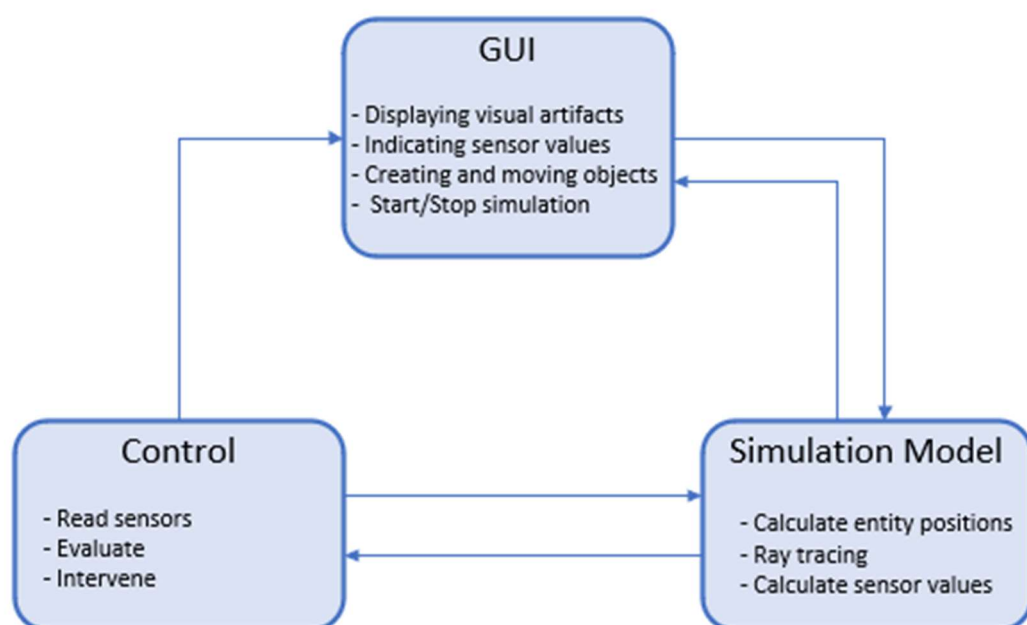 GUI
- Displaying visual artifacts
- Indicating sensor values
- Creating and moving objects
- Start/Stop simulation
Control
- Read sensors
- Evaluate
- Intervene
Simulation Model
- Calculate entity positions
- Ray tracing
- Calculate sensor values